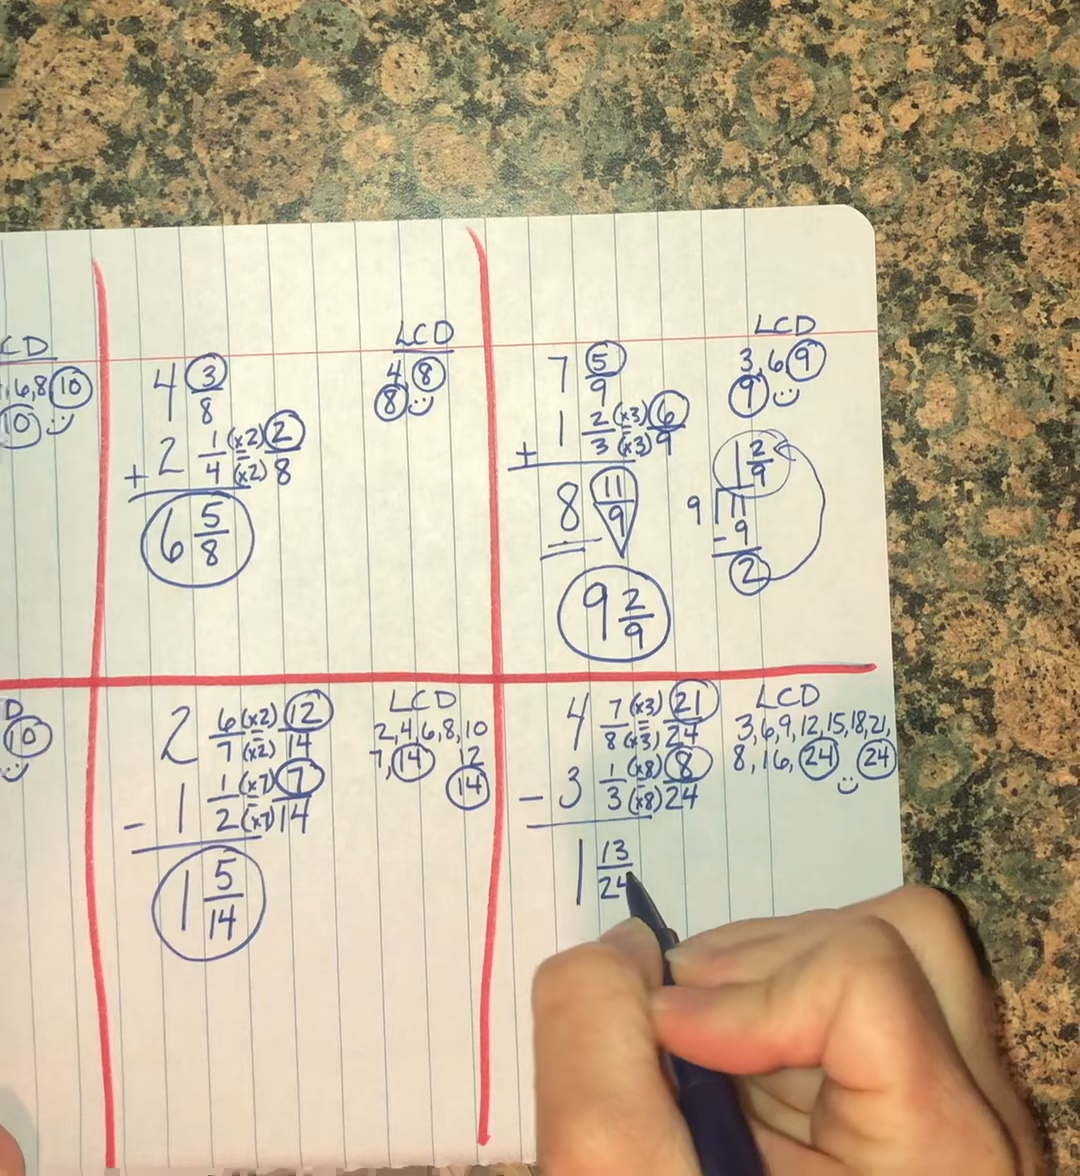 CD
, 6, 8 10
10
4 3/8
+ 2 1/4 (x2) = 2
(x2) 8
6 5/8
LCD
4, 8
8
7 5/9
+ 1 2/3 (x3) = 6
(x3) 9
8 11/9
9 2/9
LCD
3, 6, 9
9
1 2/9
9 11
- 9
2
D
10
2 6/7 (x2) = 12
(x2) 14
- 1 1/2 (x7) = 7
(x7) 14
1 5/14
LCD
2, 4, 6, 8, 10
7, 14 12
14
4 7/8 (x3) = 21
(x3) 24
- 3 1/3 (x8) = 8
(x8) 24
1 13/24
LCD
3, 6, 9, 12, 15, 18, 21,
8, 16, 24 24